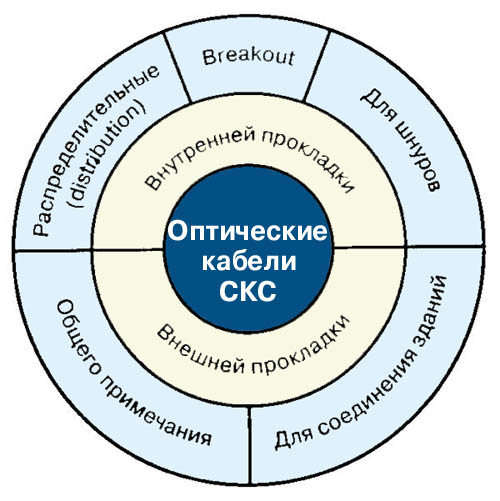 Оптические
кабели
СКС
Внутренней прокладки
Внешней прокладки
Распределительные
(distribution)
Breakout
Для шнуров
Общего примечания
Для соединения зданий